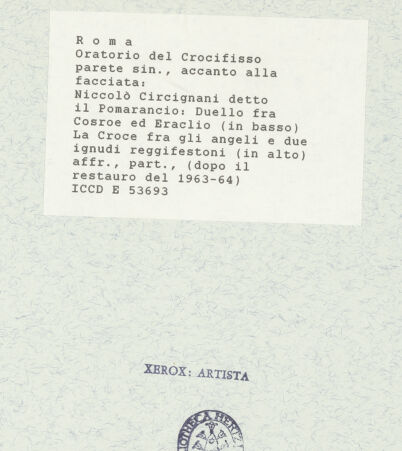 R o m a
Oratorio del Crocifisso
parete sin., accanto alla
facciata:
Niccolò Circignani detto
il Pomarancio: Duello fra
Cosroe ed Eraclio (in basso)
La Croce fra gli angeli e due
ignudi reggifestoni (in alto)
affr., part., (dopo il
restauro del 1963-64)
ICCD E 53693
XEROX: ARTISTA